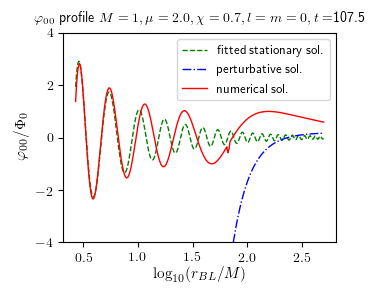 φ₀₀ profile M = 1, μ = 2.0, χ = 0.7, l = m = 0, t =107.5
fitted stationary sol.
perturbative sol.
numerical sol.
φ₀₀/Φ₀
4
2
0
−2
−4
0.5 1.0 1.5 2.0 2.5
log₁₀(r_BL/M)